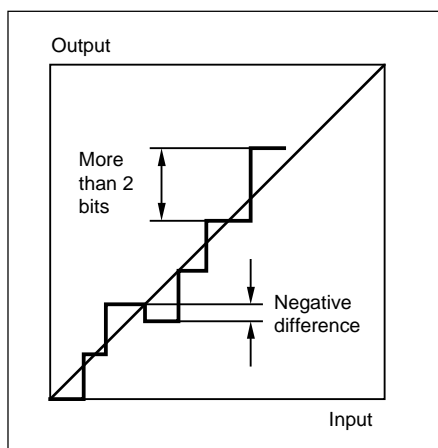 Output
More
than 2
bits
Negative
difference
Input